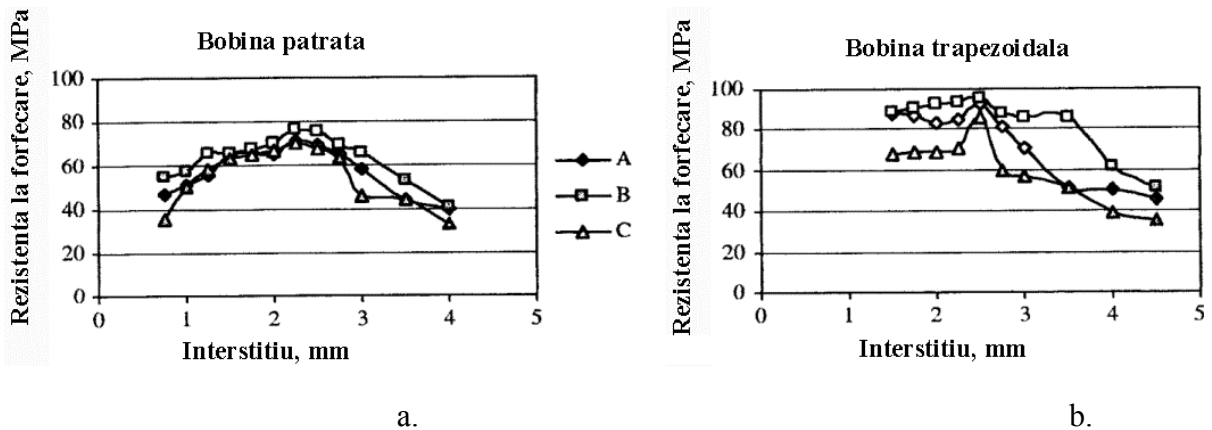 Bobina patrata
Rezistenta la forfecare, MPa
100
80
60
40
20
0
0 1 2 3 4 5
Interstitiu, mm
A
B
C
a.
Bobina trapezoidala
Rezistenta la forfecare, MPa
100
80
60
40
20
0
0 1 2 3 4 5
Interstitiu, mm
b.